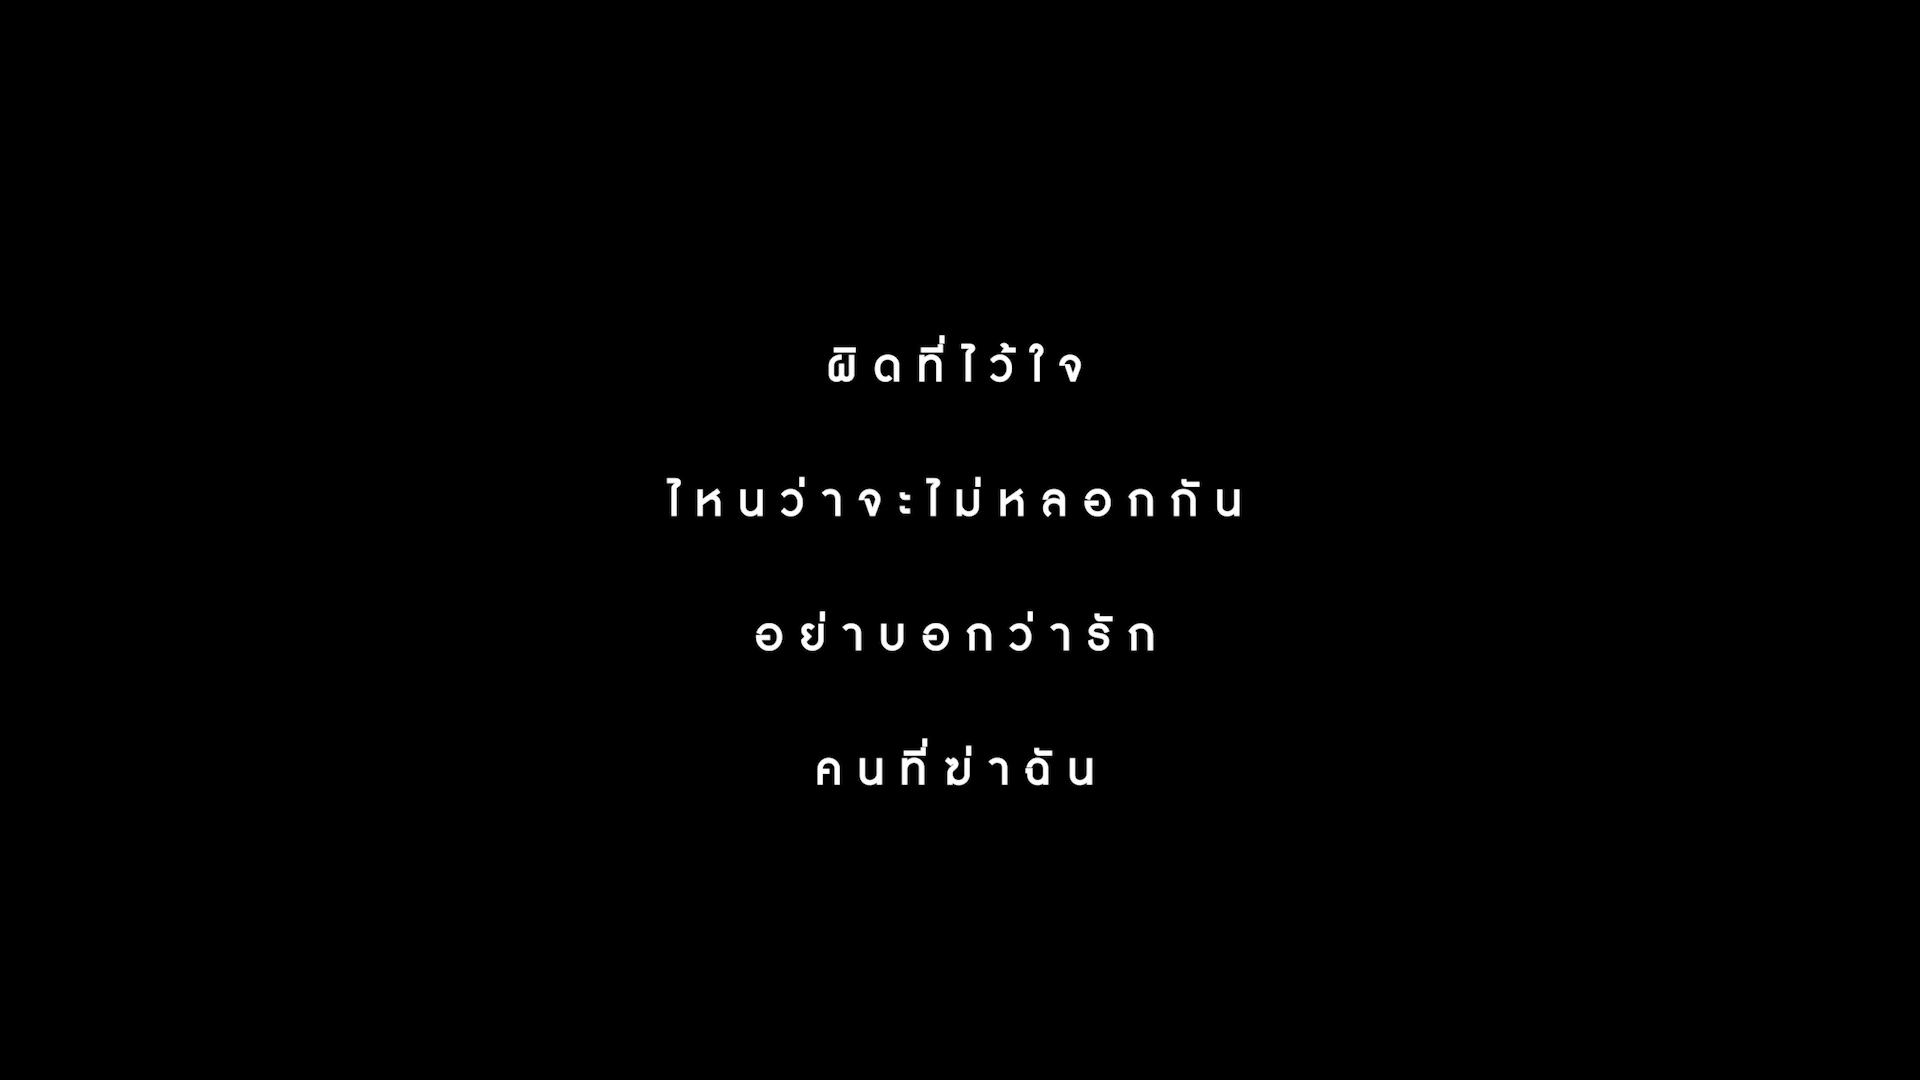 ผิดที่ไว้ใจ
ไหนว่าจะไม่หลอกกัน
อย่าบอกว่ารัก
คนที่ฆ่าฉัน